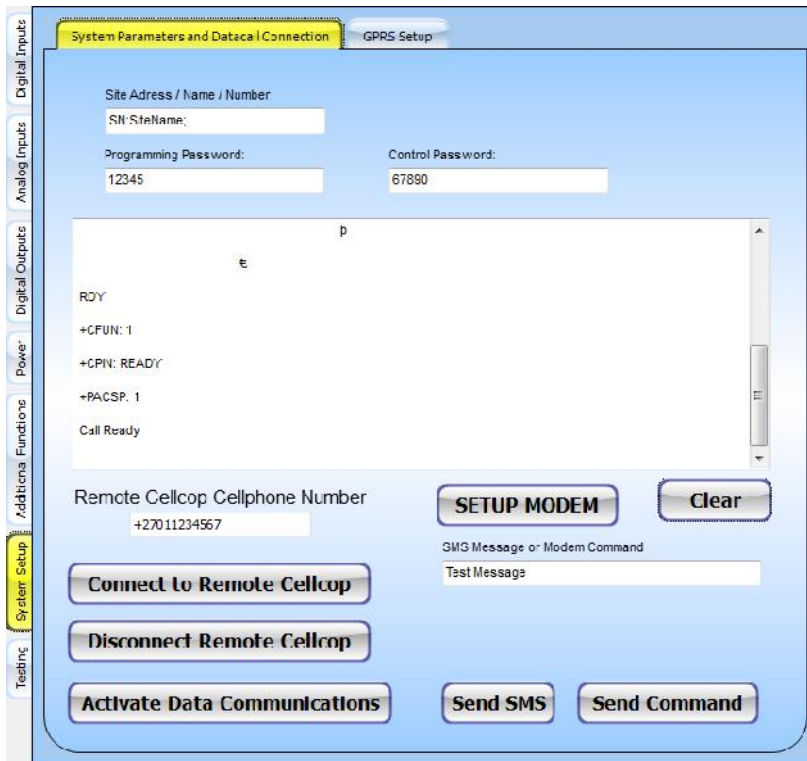 System Parameters and Datacall Connection
GPRS Setup
Digital Inputs
Analog Inputs
Digital Outputs
Power
Additional Functions
System Setup
Testing
Site Adress / Name / Number
SN:SiteName;
Programming Password:
Control Password:
12345
67890
þ
€
RDY
+CFUN: 1
+CPIN: READY
+PACSP: 1
Call Ready
Remote Cellcop Cellphone Number
+27011234567
SETUP MODEM
Clear
SMS Message or Modem Command
Test Message
Connect to Remote Cellcop
Disconnect Remote Cellcop
Activate Data Communications
Send SMS
Send Command